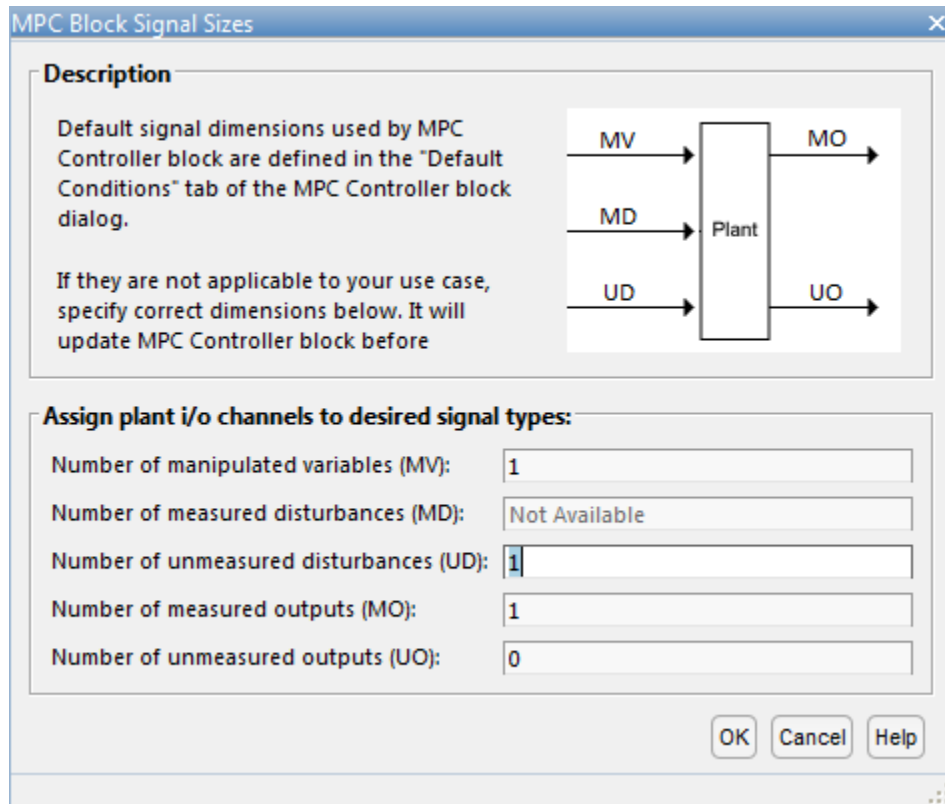 MPC Block Signal Sizes
Description
Default signal dimensions used by MPC
Controller block are defined in the "Default
Conditions" tab of the MPC Controller block
dialog.
If they are not applicable to your use case,
specify correct dimensions below. It will
update MPC Controller block before
MV
MO
MD
Plant
UD
UO
Assign plant i/o channels to desired signal types:
Number of manipulated variables (MV): 1
Number of measured disturbances (MD): Not Available
Number of unmeasured disturbances (UD): 1
Number of measured outputs (MO): 1
Number of unmeasured outputs (UO): 0
OK Cancel Help